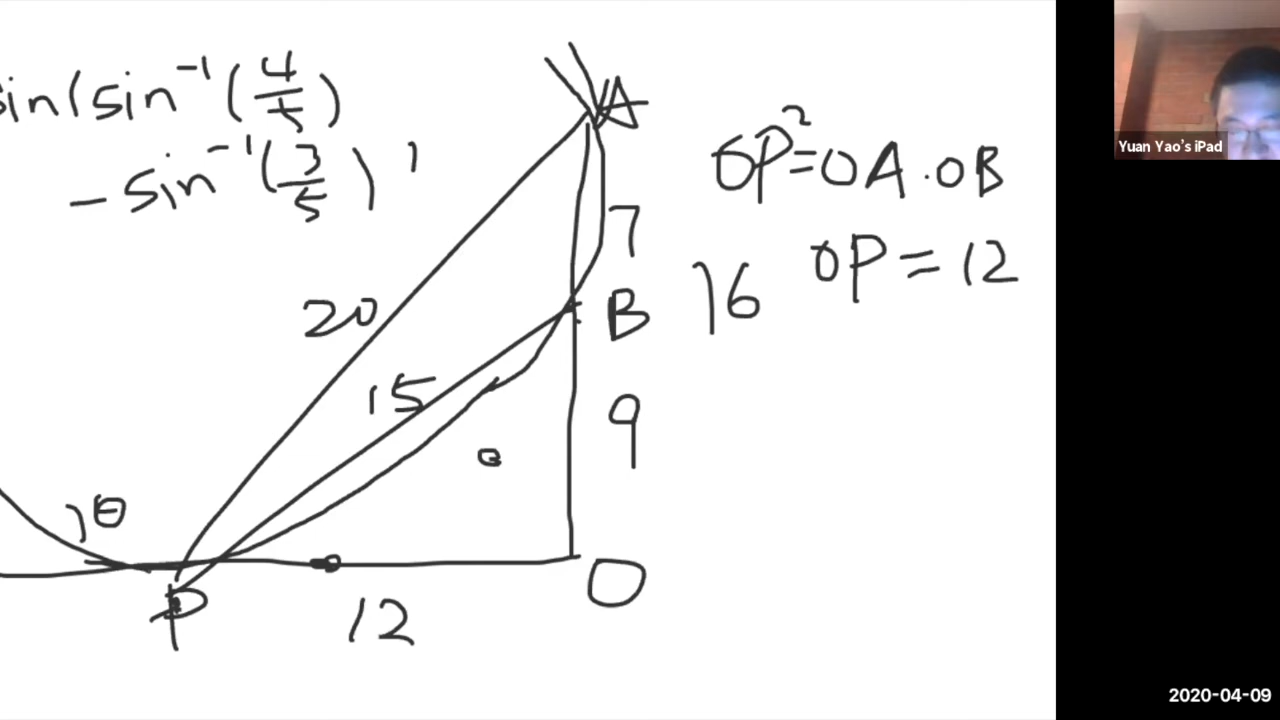 sin(sin⁻¹(4/5)
- sin⁻¹(3/5))
A
OP²=OA·OB
7
OP=12
16
B
20
15
9
10
P
12
O
Yuan Yao's iPad
2020-04-09